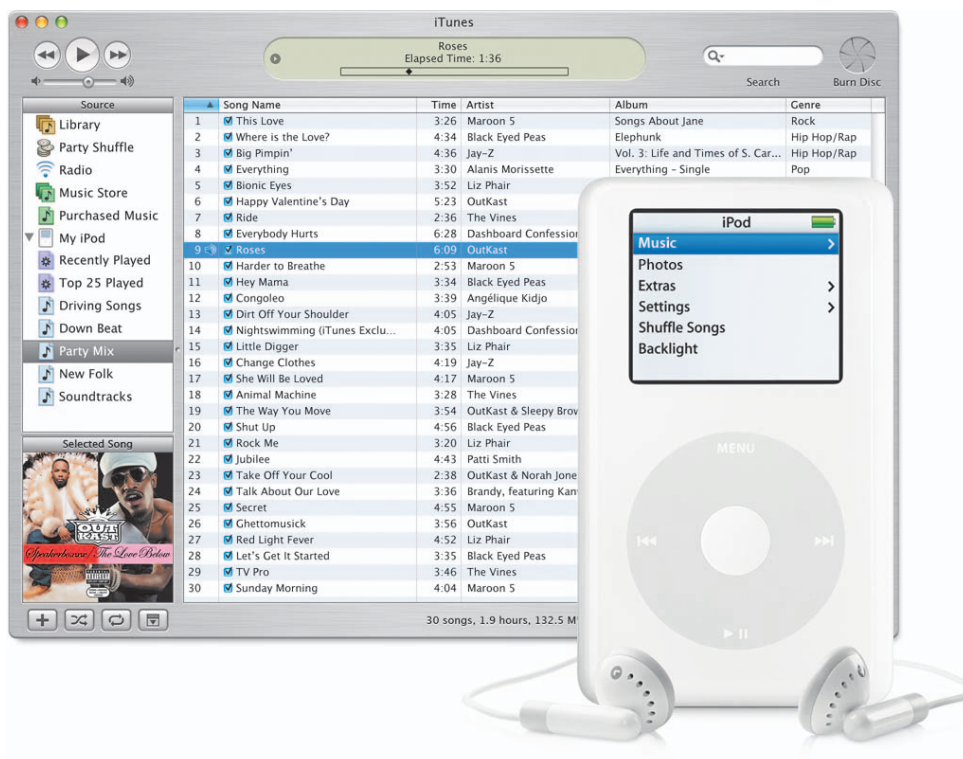 iTunes
Roses
Elapsed Time: 1:36
Search
Burn Disc
Source
Library
Party Shuffle
Radio
Music Store
Purchased Music
My iPod
Recently Played
Top 25 Played
Driving Songs
Down Beat
Party Mix
New Folk
Soundtracks
Selected Song
OUTKAST
Speakerboxxx/The Love Below
Song Name Time Artist Album Genre
1 This Love 3:26 Maroon 5 Songs About Jane Rock
2 Where is the Love? 4:34 Black Eyed Peas Elephunk Hip Hop/Rap
3 Big Pimpin' 4:36 Jay-Z Vol. 3: Life and Times of S. Car... Hip Hop/Rap
4 Everything 3:30 Alanis Morissette Everything – Single Pop
5 Bionic Eyes 3:52 Liz Phair
6 Happy Valentine's Day 5:23 OutKast
7 Ride 2:36 The Vines
8 Everybody Hurts 6:28 Dashboard Confession
9 Roses 6:09 OutKast
10 Harder to Breathe 2:53 Maroon 5
11 Hey Mama 3:34 Black Eyed Peas
12 Congoleo 3:39 Angélique Kidjo
13 Dirt Off Your Shoulder 4:05 Jay-Z
14 Nightswimming (iTunes Exclu... 4:05 Dashboard Confession
15 Little Digger 3:35 Liz Phair
16 Change Clothes 4:19 Jay-Z
17 She Will Be Loved 4:17 Maroon 5
18 Animal Machine 3:28 The Vines
19 The Way You Move 3:54 OutKast & Sleepy Brow
20 Shut Up 4:56 Black Eyed Peas
21 Rock Me 3:20 Liz Phair
22 Jubilee 4:43 Patti Smith
23 Take Off Your Cool 2:38 OutKast & Norah Jone
24 Talk About Our Love 3:36 Brandy, featuring Kan
25 Secret 4:55 Maroon 5
26 Ghettomusick 3:56 OutKast
27 Red Light Fever 4:52 Liz Phair
28 Let's Get It Started 3:35 Black Eyed Peas
29 TV Pro 3:46 The Vines
30 Sunday Morning 4:04 Maroon 5
30 songs, 1.9 hours, 132.5 M
iPod
Music
Photos
Extras
Settings
Shuffle Songs
Backlight
MENU